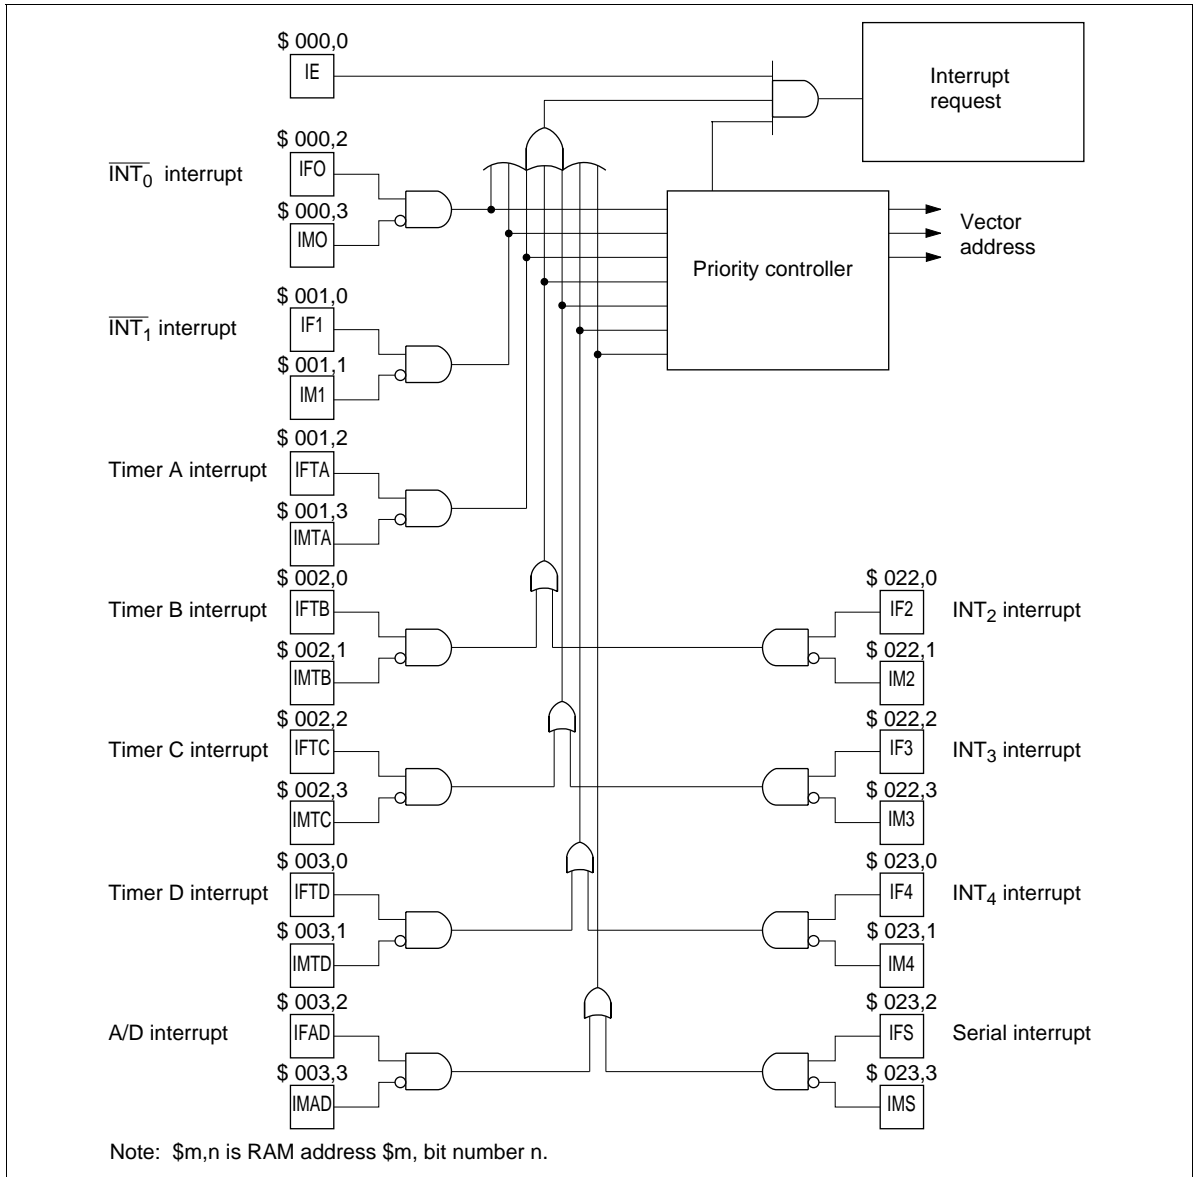 $ 000,0
IE
Interrupt
request
$ 000,2
INT0 interrupt
IFO
$ 000,3
IMO
Vector
address
Priority controller
$ 001,0
INT1 interrupt
IF1
$ 001,1
IM1
$ 001,2
Timer A interrupt
IFTA
$ 001,3
IMTA
$ 002,0
Timer B interrupt
IFTB
$ 002,1
IMTB
$ 022,0
IF2
INT2 interrupt
$ 022,1
IM2
$ 002,2
Timer C interrupt
IFTC
$ 002,3
IMTC
$ 022,2
IF3
INT3 interrupt
$ 022,3
IM3
$ 003,0
Timer D interrupt
IFTD
$ 003,1
IMTD
$ 023,0
IF4
INT4 interrupt
$ 023,1
IM4
$ 003,2
A/D interrupt
IFAD
$ 003,3
IMAD
$ 023,2
IFS
Serial interrupt
$ 023,3
IMS
Note: $m,n is RAM address $m, bit number n.